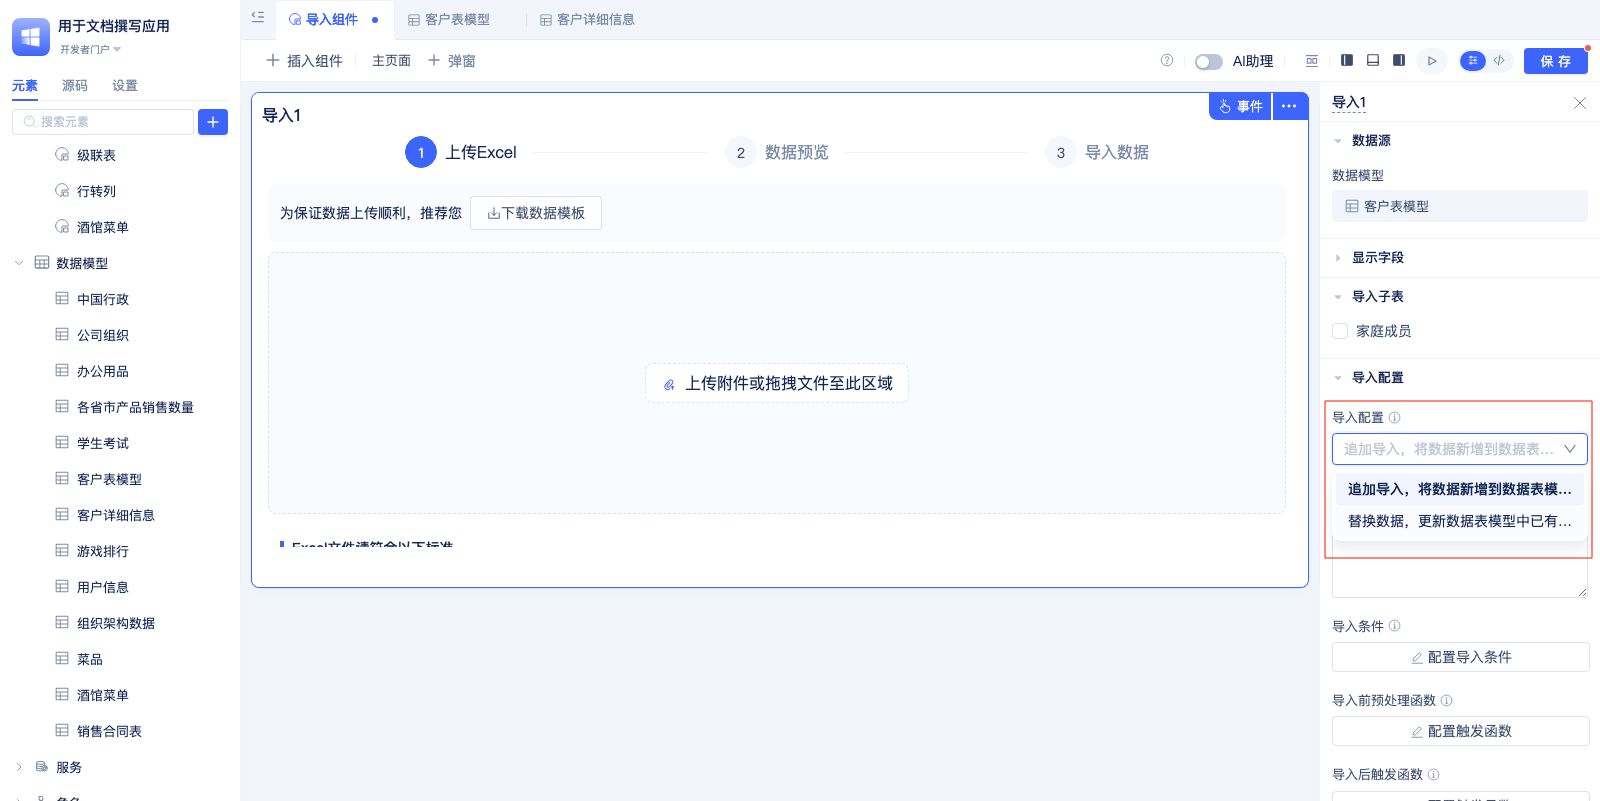 用于文档撰写应用
开发者门户
元素 源码 设置
搜索元素
级联表
行转列
酒馆菜单
数据模型
中国行政
公司组织
办公用品
各省市产品销售数量
学生考试
客户表模型
客户详细信息
游戏排行
用户信息
组织架构数据
菜品
酒馆菜单
销售合同表
服务
导入组件 客户表模型 客户详细信息
插入组件 主页面 弹窗
AI助理 保 存
导入1
事件
1 上传Excel 2 数据预览 3 导入数据
为保证数据上传顺利，推荐您 下载数据模板
上传附件或拖拽文件至此区域
Excel文件请符合以下标准
导入1
数据源
数据模型
客户表模型
显示字段
导入子表
家庭成员
导入配置
导入配置
追加导入，将数据新增到数据表...
追加导入，将数据新增到数据表模...
替换数据，更新数据表模型中已有...
导入条件
配置导入条件
导入前预处理函数
配置触发函数
导入后触发函数